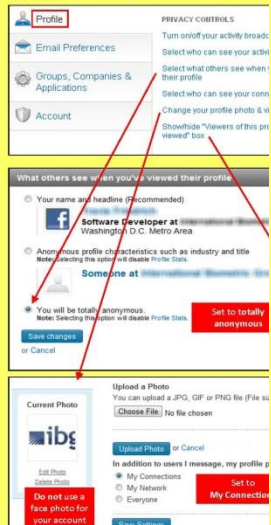 Profile
Email Preferences
Groups, Companies &
Applications
Account
PRIVACY CONTROLS
Turn on/off your activity broadc
Select who can see your activi
Select what others see when y
their profile
Select who can see your conn
Change your profile photo & vi
Show/hide "Viewers of this pro
viewed" box
What others see when you've viewed their profile
Your name and headline (Recommended)
Software Developer at
Washington D.C. Metro Area
Anonymous profile characteristics such as industry and title
Note: Selecting this option will disable Profile Stats.
Someone at
You will be totally anonymous.
Note: Selecting this option will disable Profile Stats.
Set to totally
anonymous
Save changes
or Cancel
Current Photo
ibg
Edit Photo
Delete Photo
Do not use a
face photo for
your account
Upload a Photo
You can upload a JPG, GIF or PNG file (File si
Choose File No file chosen
Upload Photo or Cancel
In addition to users I message, my profile p
My Connections
My Network
Everyone
Set to
My Connection
Save Settings